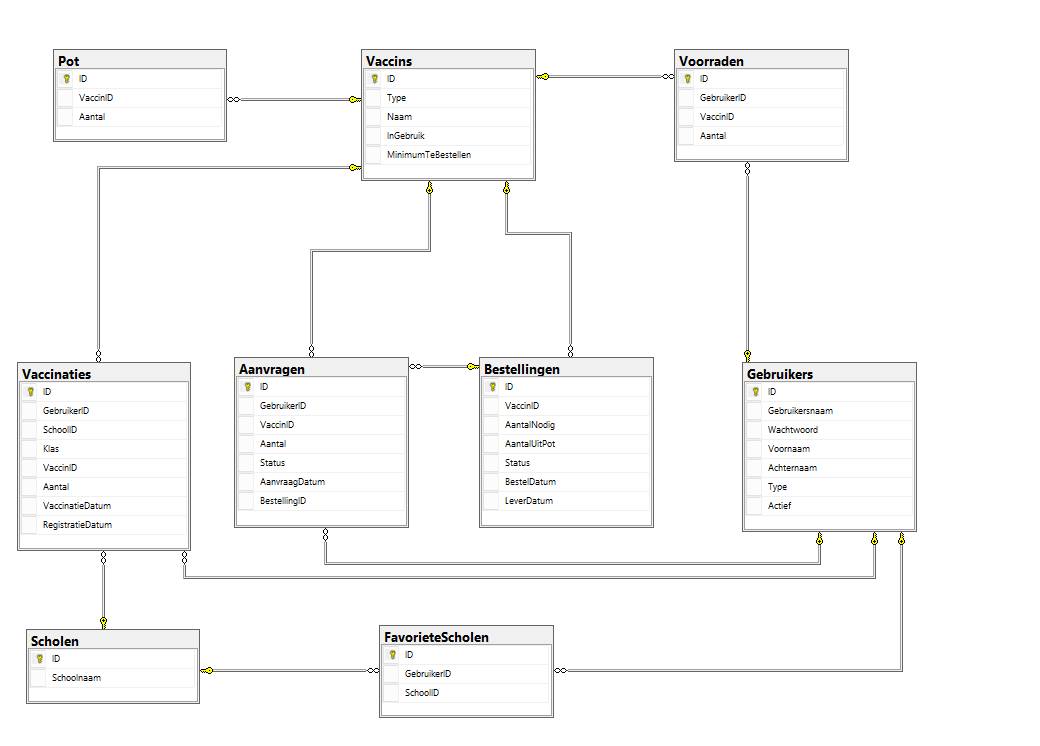 Pot
ID
VaccinID
Aantal
Vaccins
ID
Type
Naam
InGebruik
MinimumTeBestellen
Voorraden
ID
GebruikerID
VaccinID
Aantal
Vaccinaties
ID
GebruikerID
SchoolID
Klas
VaccinID
Aantal
VaccinatieDatum
RegistratieDatum
Aanvragen
ID
GebruikerID
VaccinID
Aantal
Status
AanvraagDatum
BestellingID
Bestellingen
ID
VaccinID
AantalNodig
AantalUitPot
Status
BestelDatum
LeverDatum
Gebruikers
ID
Gebruikersnaam
Wachtwoord
Voornaam
Achternaam
Type
Actief
Scholen
ID
Schoolnaam
FavorieteScholen
ID
GebruikerID
SchoolID